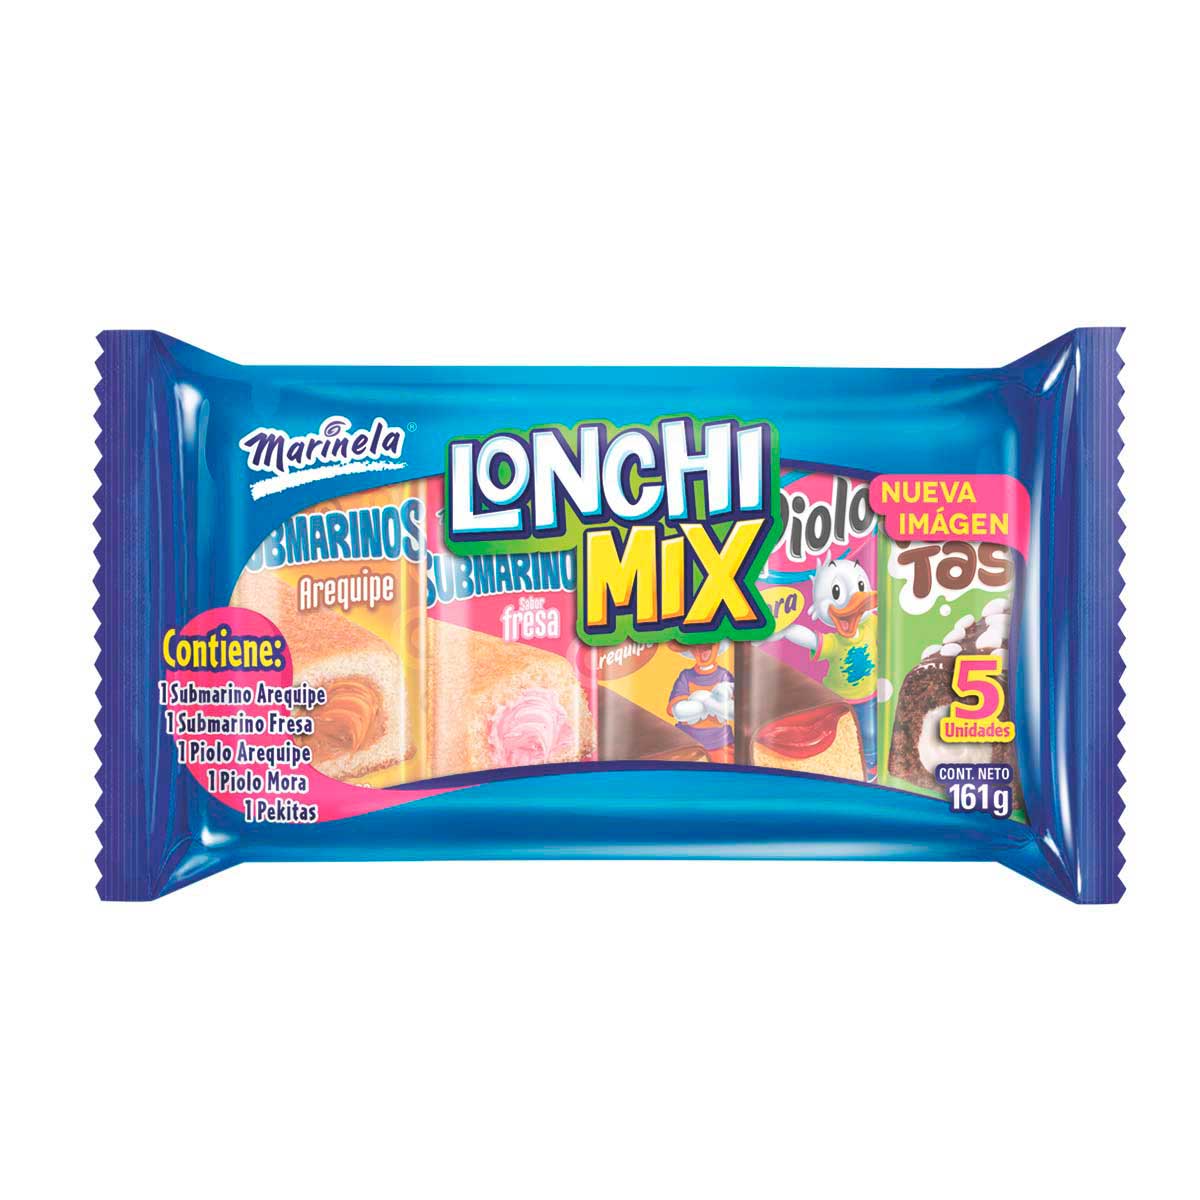 Marinela
LONCHI
MIX
NUEVA
IMÁGEN
SUBMARINOS
Arequipe
SUBMARINO
Sabor
fresa
Piolo
Tas
Contiene:
1 Submarino Arequipe
1 Submarino Fresa
1 Piolo Arequipe
1 Piolo Mora
1 Pekitas
5
Unidades
CONT. NETO
161g